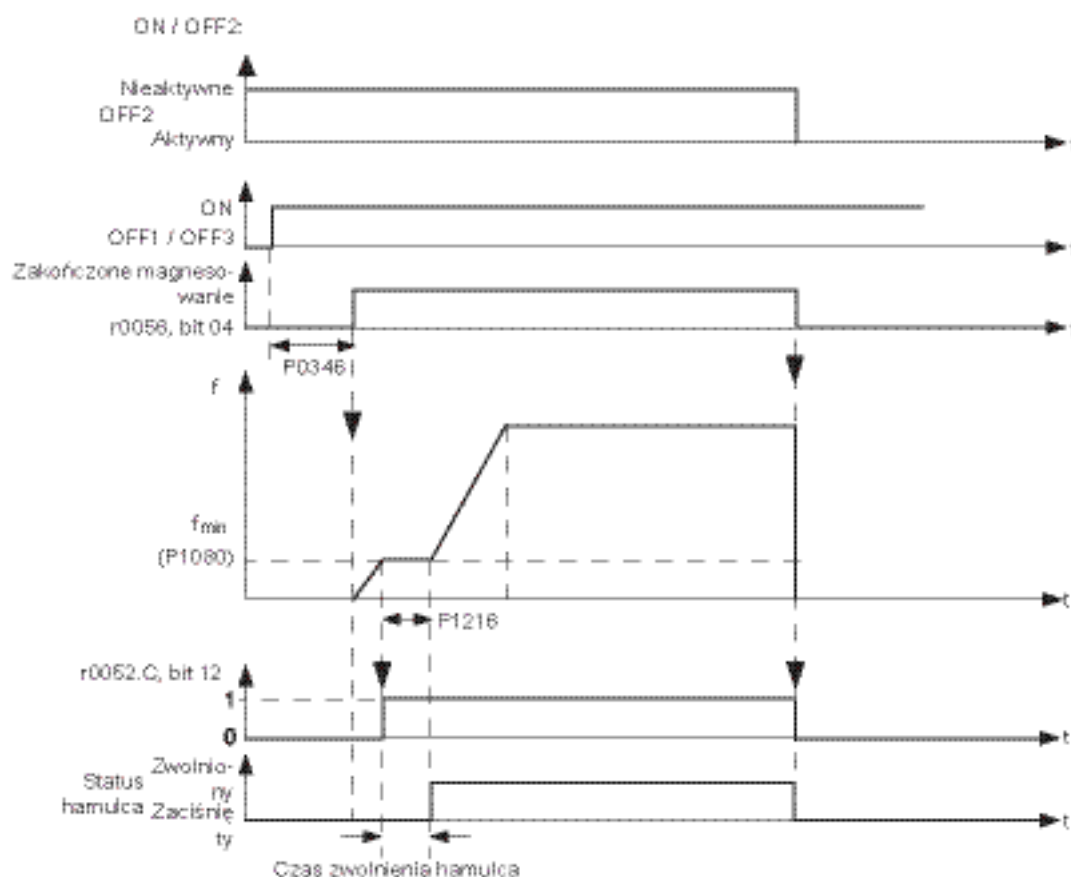 ON / OFF2:
Nieaktywne
OFF2
Aktywny
ON
OFF1 / OFF3
Zakończone magneso-
wanie
r0056, bit 04
P0346
f
fmin
(P1080)
t
P1216
r0052.C, bit 12
1
0
t
Status
hamulca
Zwolnio-
ny
Zaciśnię
ty
t
Czas zwolnienia hamulca